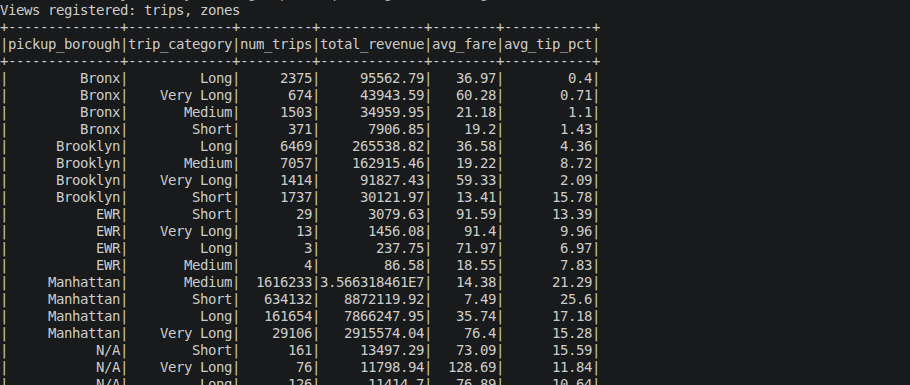 Views registered: trips, zones
+--------------+-------------+---------+-------------+--------+-----------+
|pickup_borough|trip_category|num_trips|total_revenue|avg_fare|avg_tip_pct|
+--------------+-------------+---------+-------------+--------+-----------+
|         Bronx|         Long|     2375|     95562.79|   36.97|        0.4|
|         Bronx|    Very Long|      674|     43943.59|   60.28|       0.71|
|         Bronx|       Medium|     1503|     34959.95|   21.18|        1.1|
|         Bronx|        Short|      371|      7906.85|    19.2|       1.43|
|      Brooklyn|         Long|     6469|    265538.82|   36.58|       4.36|
|      Brooklyn|       Medium|     7057|    162915.46|   19.22|       8.72|
|      Brooklyn|    Very Long|     1414|     91827.43|   59.33|       2.09|
|      Brooklyn|        Short|     1737|     30121.97|   13.41|      15.78|
|           EWR|        Short|       29|      3079.63|   91.59|      13.39|
|           EWR|    Very Long|       13|      1456.08|    91.4|       9.96|
|           EWR|         Long|        3|       237.75|   71.97|       6.97|
|           EWR|       Medium|        4|        86.58|   18.55|       7.83|
|     Manhattan|       Medium|  1616233|3.566318461E7|   14.38|      21.29|
|     Manhattan|        Short|   634132|   8872119.92|    7.49|       25.6|
|     Manhattan|         Long|   161654|   7866247.95|   35.74|      17.18|
|     Manhattan|    Very Long|    29106|   2915574.04|    76.4|      15.28|
|           N/A|        Short|      161|     13497.29|   73.09|      15.59|
|           N/A|    Very Long|       76|     11798.94|  128.69|      11.84|
|           N/A|         Long|      126|      11414.7|   76.89|      10.64|